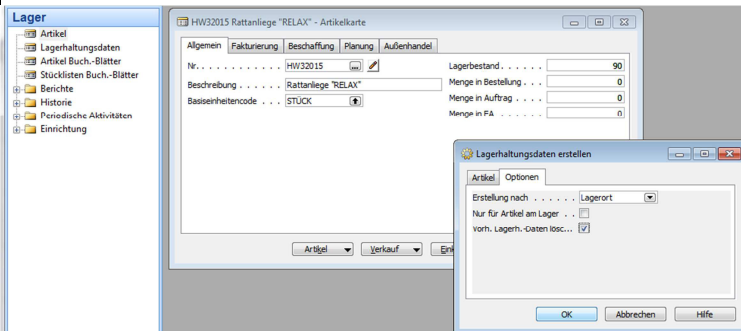 Lager
Artikel
Lagerhaltungsdaten
Artikel Buch.-Blätter
Stücklisten Buch.-Blätter
Berichte
Historie
Periodische Aktivitäten
Einrichtung
HW32015 Rattanliege "RELAX" - Artikelkarte
Allgemein Fakturierung Beschaffung Planung Außenhandel
Nr. . . . . . . . . . . . HW32015 ...
Beschreibung . . . . . . . Rattanliege "RELAX"
Basiseinheitencode . . . STÜCK
Lagerbestand. . . . . . 90
Menge in Bestellung . . . 0
Menge in Auftrag . . . . 0
Menge in FA . . . . . . 0
Artikel Verkauf Eink
Lagerhaltungsdaten erstellen
Artikel Optionen
Erstellung nach . . . . . . Lagerort
Nur für Artikel am Lager . .
Vorh. Lagerh.-Daten lösc...
OK Abbrechen Hilfe